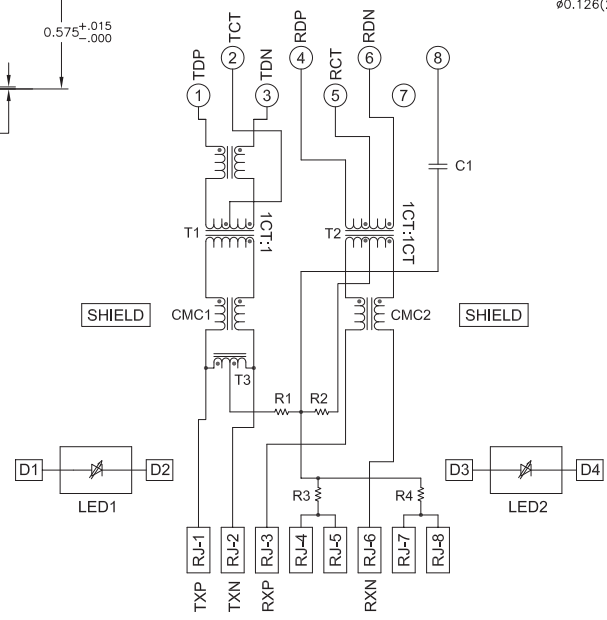 ø0.126(
0.575 +.015 -.000
TDP
TCT
TDN
RDP
RCT
RDN
1
2
3
4
5
6
7
8
C1
T1
1CT:1
T2
1CT:1CT
SHIELD
CMC1
CMC2
SHIELD
T3
R1
R2
D1
D2
LED1
R3
R4
D3
D4
LED2
RJ-1
RJ-2
RJ-3
RJ-4
RJ-5
RJ-6
RJ-7
RJ-8
TXP
TXN
RXP
RXN